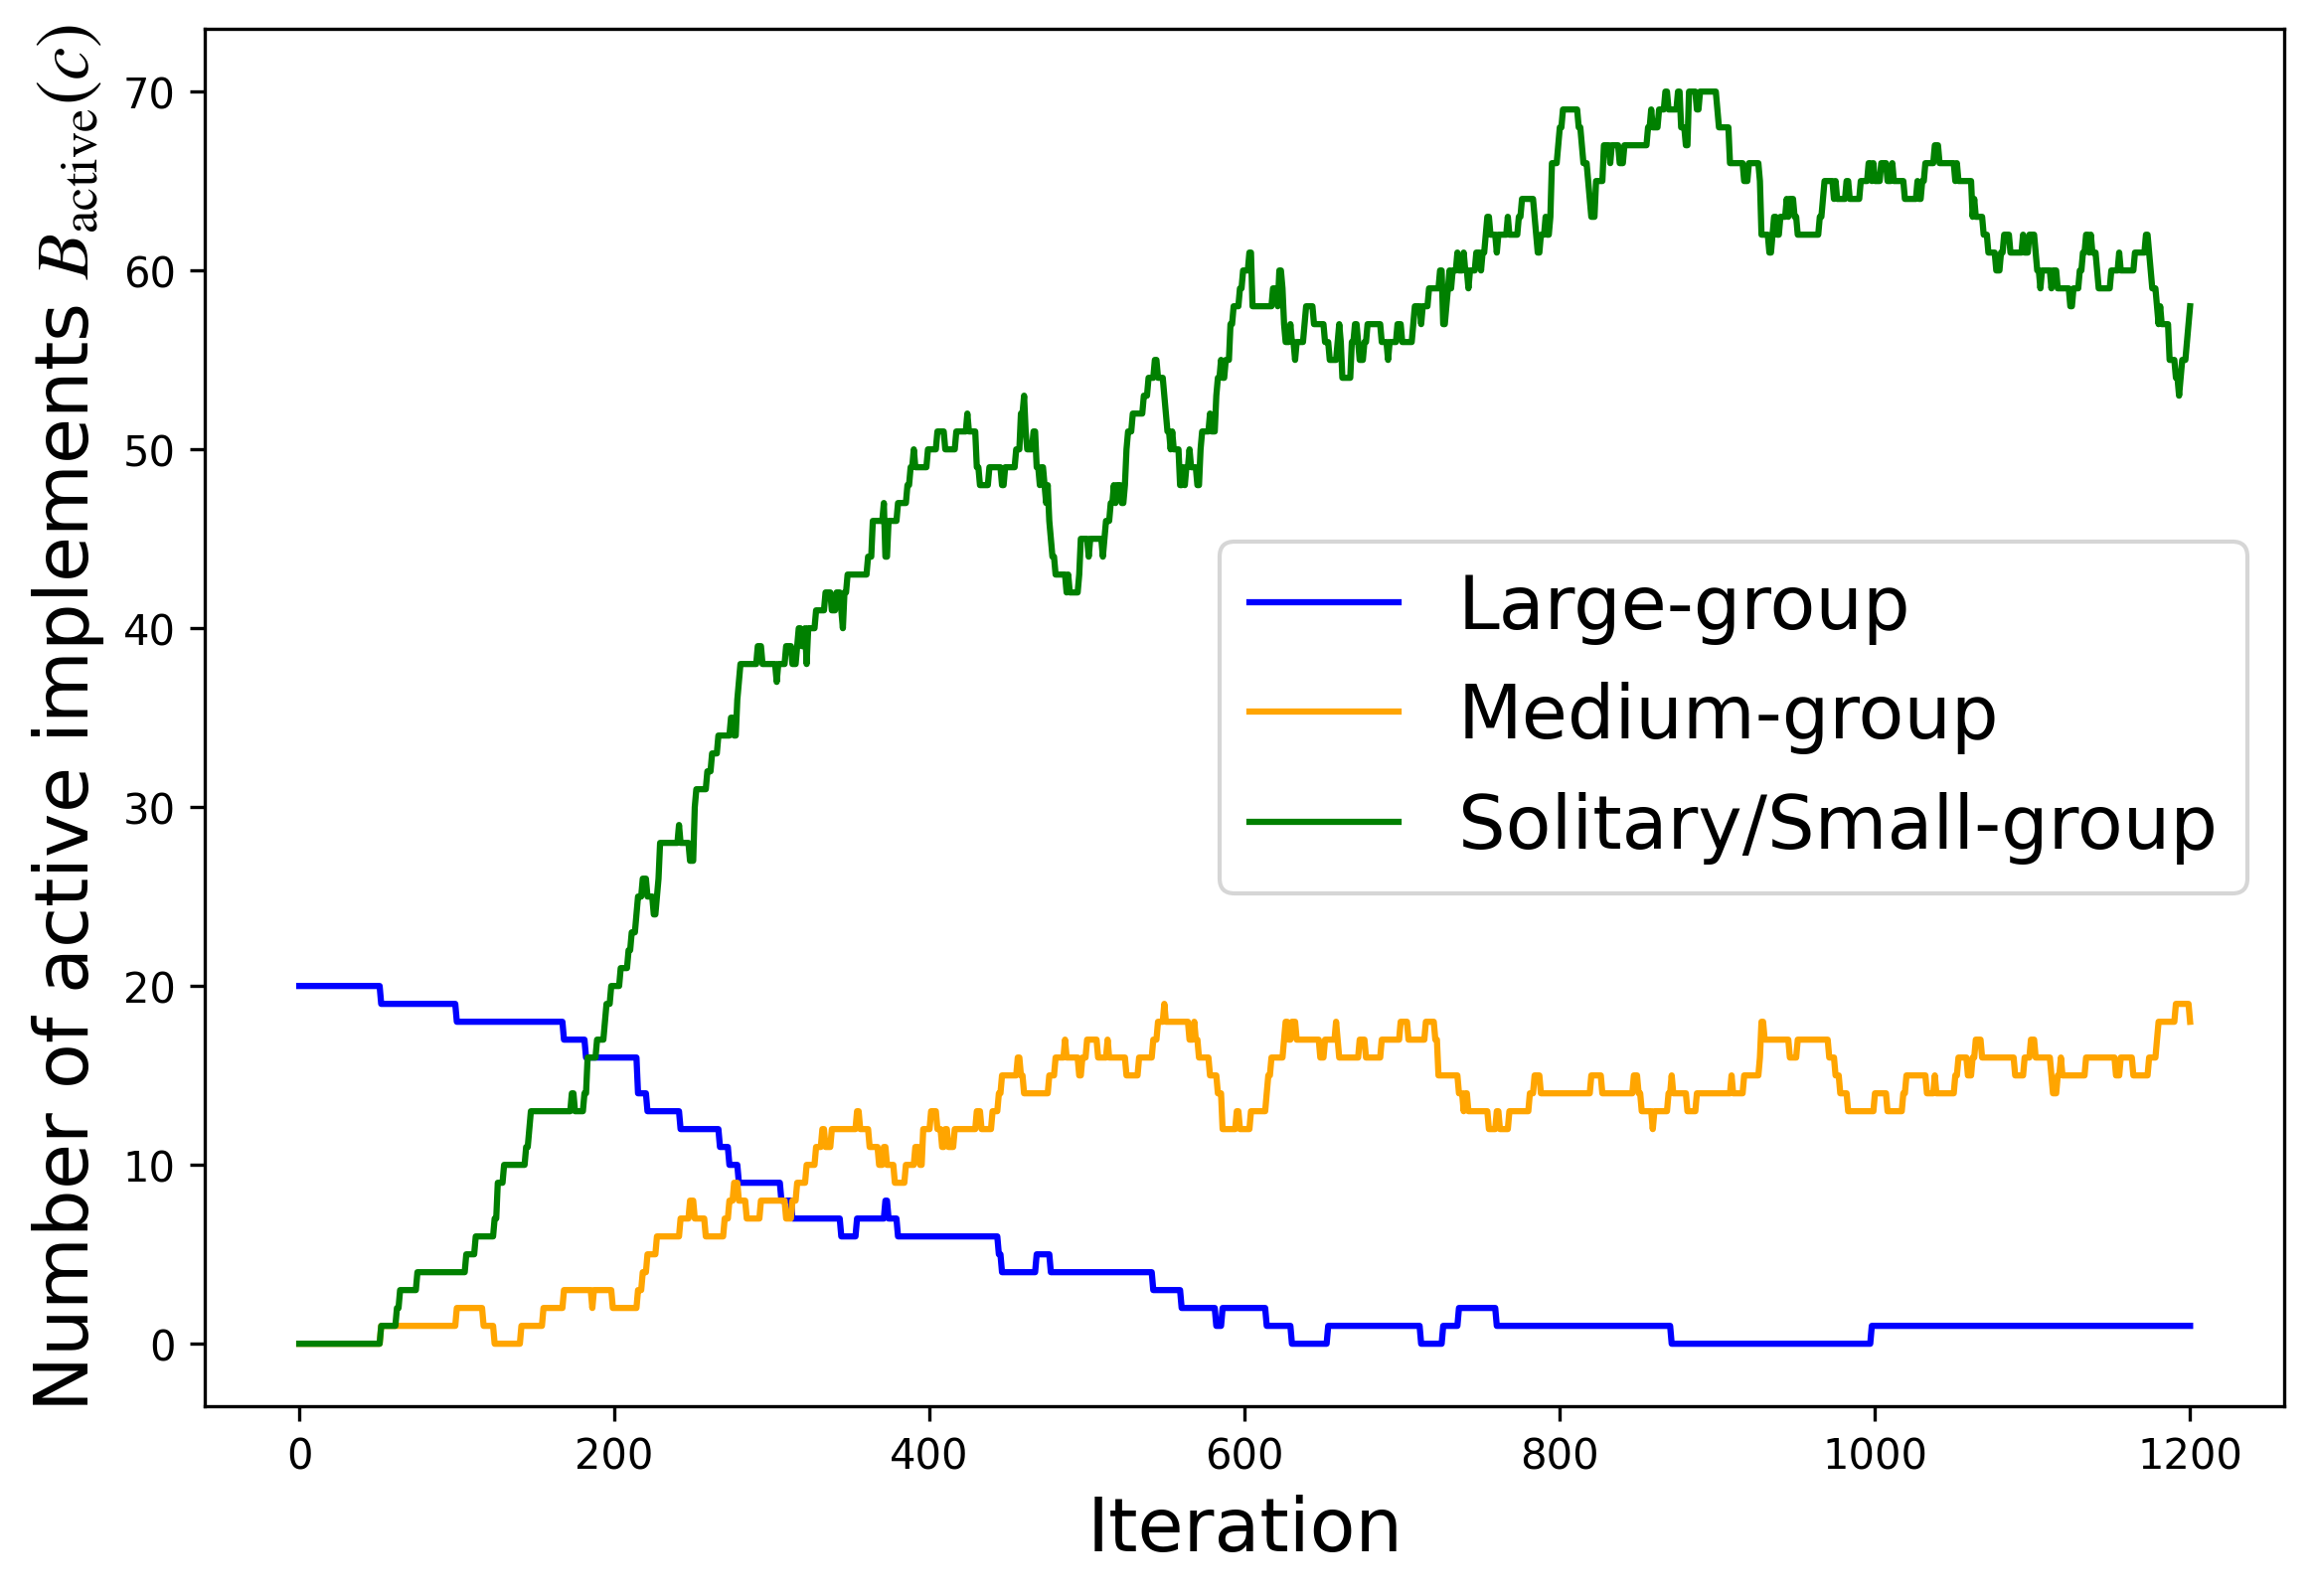 Number of active implements B_active(c)
70
60
50
40
30
20
10
0
Large-group
Medium-group
Solitary/Small-group
0 200 400 600 800 1000 1200
Iteration